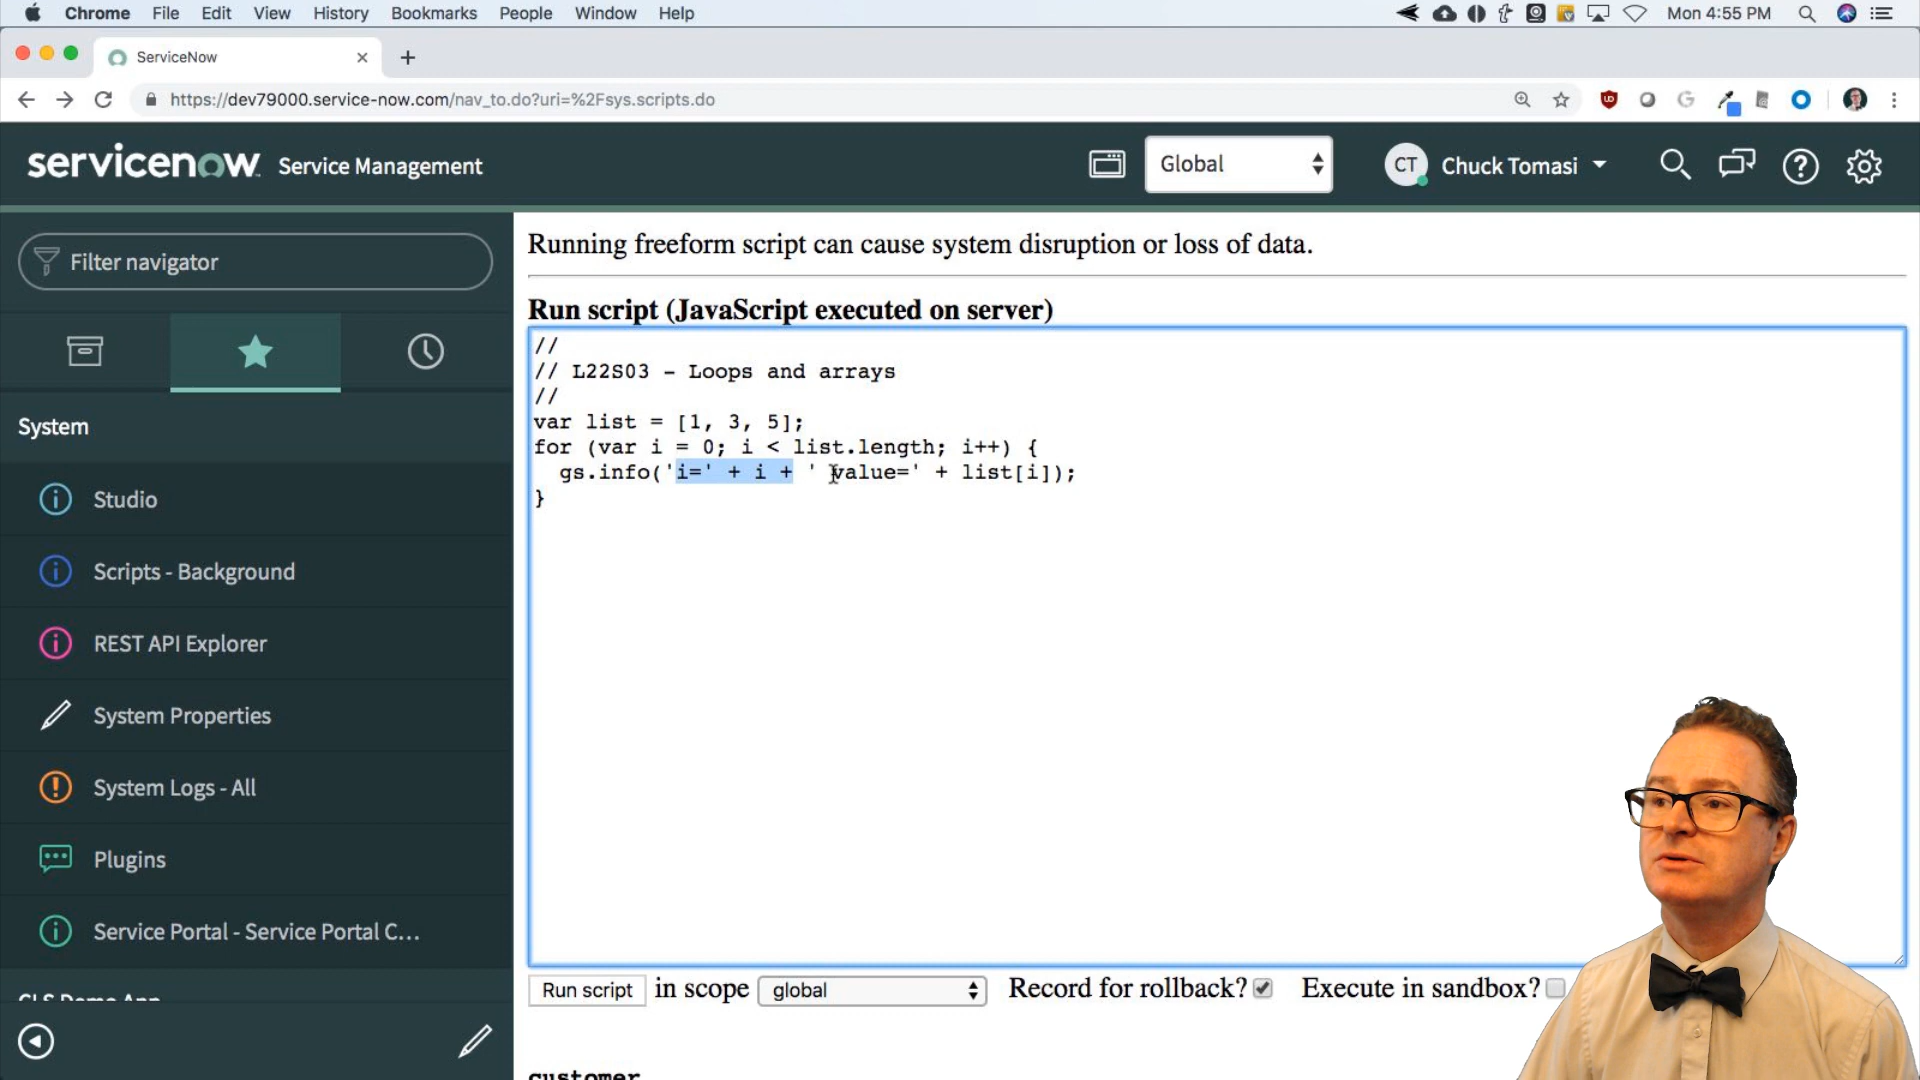 Chrome File Edit View History Bookmarks People Window Help Mon 4:55 PM
ServiceNow
https://dev79000.service-now.com/nav_to.do?uri=%2Fsys.scripts.do
servicenow Service Management Global CT Chuck Tomasi
Filter navigator
System
Studio
Scripts - Background
REST API Explorer
System Properties
System Logs - All
Plugins
Service Portal - Service Portal C...
Running freeform script can cause system disruption or loss of data.
Run script (JavaScript executed on server)
//
// L22S03 - Loops and arrays
//
var list = [1, 3, 5];
for (var i = 0; i < list.length; i++) {
gs.info('i=' + i + ' value=' + list[i]);
}
Run script in scope global Record for rollback? Execute in sandbox?
customer